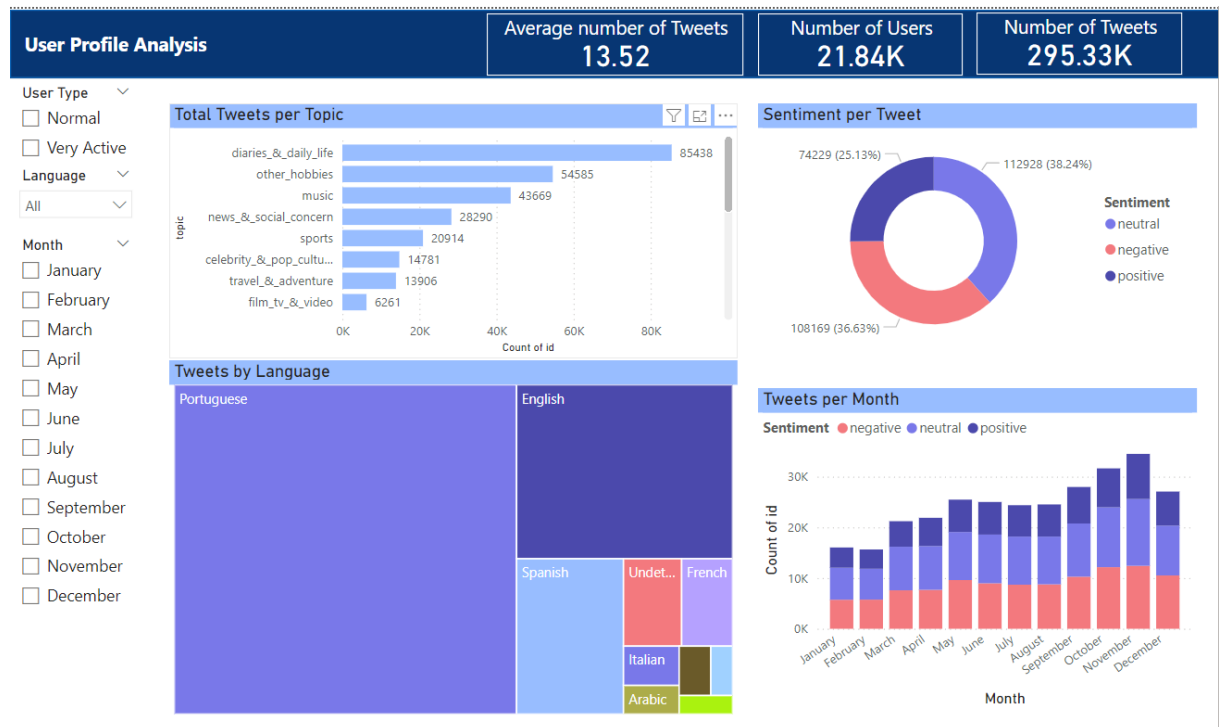 User Profile Analysis
Average number of Tweets
13.52
Number of Users
21.84K
Number of Tweets
295.33K
User Type
Normal
Very Active
Language
All
Month
January
February
March
April
May
June
July
August
September
October
November
December
Total Tweets per Topic
topic
diaries_&_daily_life 85438
other_hobbies 54585
music 43669
news_&_social_concern 28290
sports 20914
celebrity_&_pop_cultu... 14781
travel_&_adventure 13906
film_tv_&_video 6261
0K 20K 40K 60K 80K
Count of id
Tweets by Language
Portuguese
English
Spanish
Undet...
French
Italian
Arabic
Sentiment per Tweet
74229 (25.13%)
112928 (38.24%)
108169 (36.63%)
Sentiment
neutral
negative
positive
Tweets per Month
Sentiment negative neutral positive
Count of id
30K
20K
10K
0K
January February March April May June July August September October November December
Month